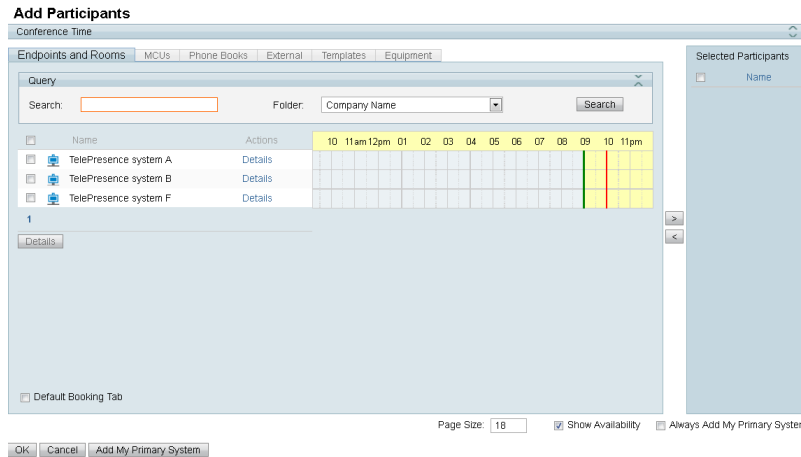 Add Participants
Conference Time
Endpoints and Rooms MCUs Phone Books External Templates Equipment
Selected Participants
Query
Name
Search: Folder: Company Name Search
Name Actions 10 11am 12pm 01 02 03 04 05 06 07 08 09 10 11pm
TelePresence system A Details
TelePresence system B Details
TelePresence system F Details
1
>
<
Details
Default Booking Tab
Page Size: 18 Show Availability Always Add My Primary System
OK Cancel Add My Primary System